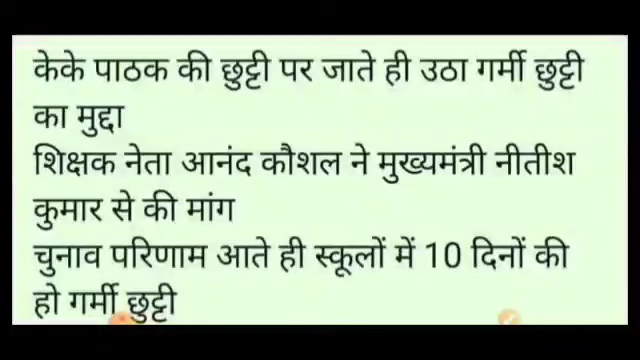 केके पाठक की छुट्टी पर जाते ही उठा गर्मी छुट्टी
का मुद्दा
शिक्षक नेता आनंद कौशल ने मुख्यमंत्री नीतीश
कुमार से की मांग
चुनाव परिणाम आते ही स्कूलों में 10 दिनों की
हो गर्मी छुट्टी